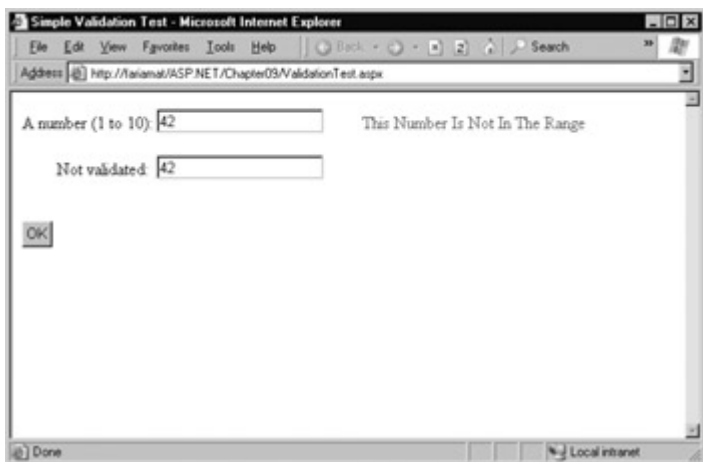 Simple Validation Test - Microsoft Internet Explorer
File Edit View Favorites Tools Help Back Search
Address http://fariamat/ASP.NET/Chapter09/ValidationTest.aspx
A number (1 to 10): 42 This Number Is Not In The Range
Not validated: 42
OK
Done Local intranet